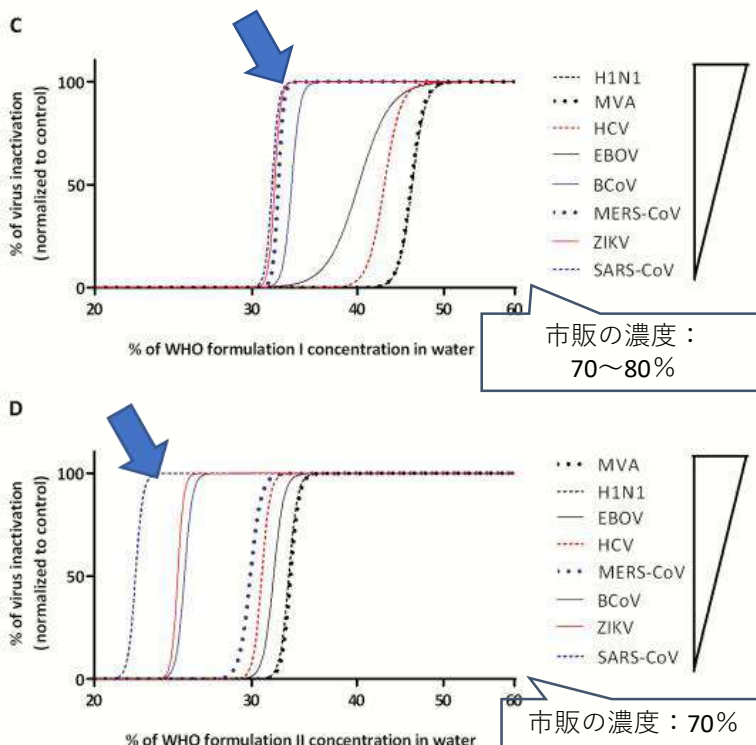 C
% of virus inactivation
(normalized to control)
100
50
0
20
30
40
50
60
% of WHO formulation I concentration in water
H1N1
MVA
HCV
EBOV
BCoV
MERS-CoV
ZIKV
SARS-CoV
市販の濃度：
70～80％
D
% of virus inactivation
(normalized to control)
100
50
0
20
30
40
50
60
% of WHO formulation II concentration in water
MVA
H1N1
EBOV
HCV
MERS-CoV
BCoV
ZIKV
SARS-CoV
市販の濃度：70％